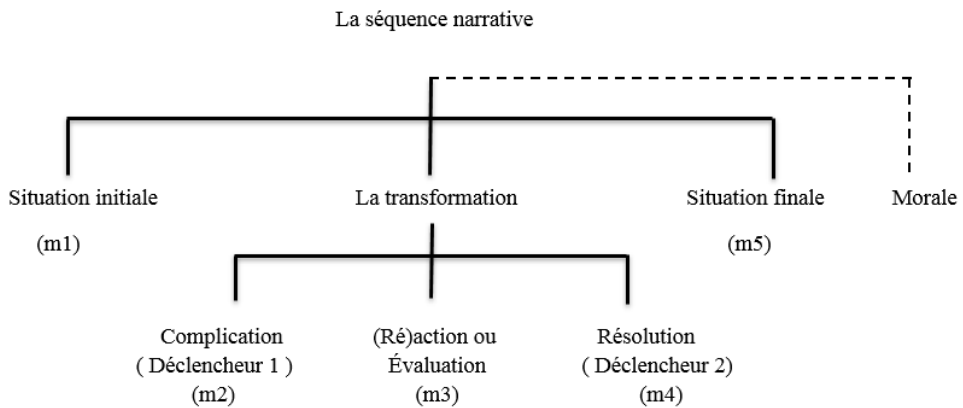 La séquence narrative
Situation initiale
(m1)
La transformation
Situation finale
(m5)
Morale
Complication
( Déclencheur 1 )
(m2)
(Ré)action ou
Évaluation
(m3)
Résolution
( Déclencheur 2)
(m4)